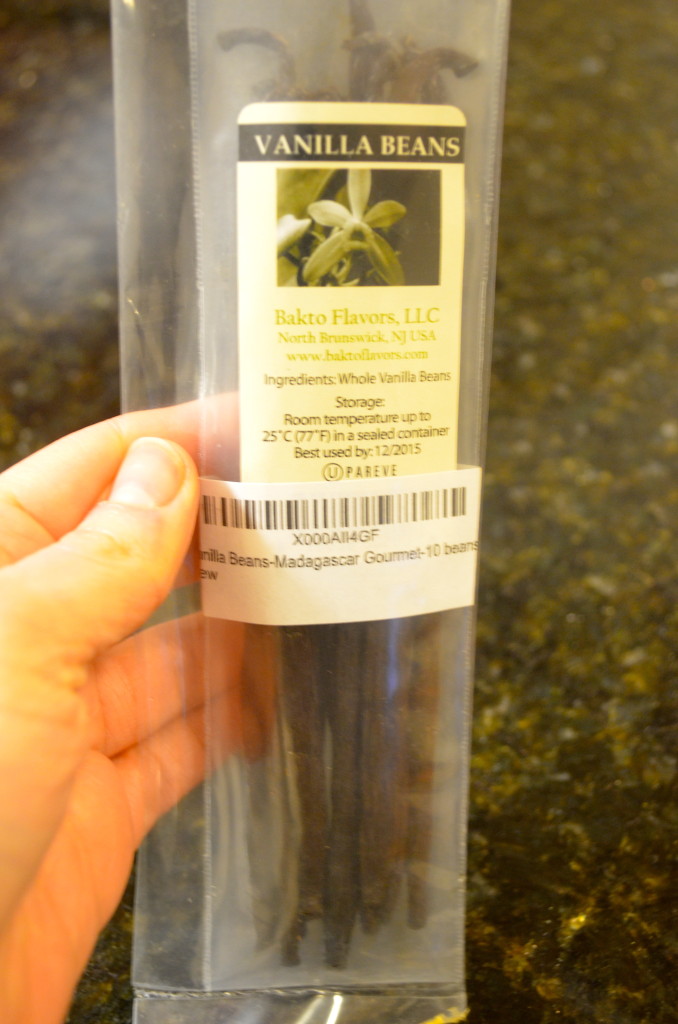 VANILLA BEANS
Bakto Flavors, LLC
North Brunswick, NJ USA
www.baktoflavors.com
Ingredients: Whole Vanilla Beans
Storage:
Room temperature up to
25°C (77°F) in a sealed container
Best used by: 12/2015
U PAREVE
X000AII4GF
anilla Beans-Madagascar Gourmet-10 beans
ew